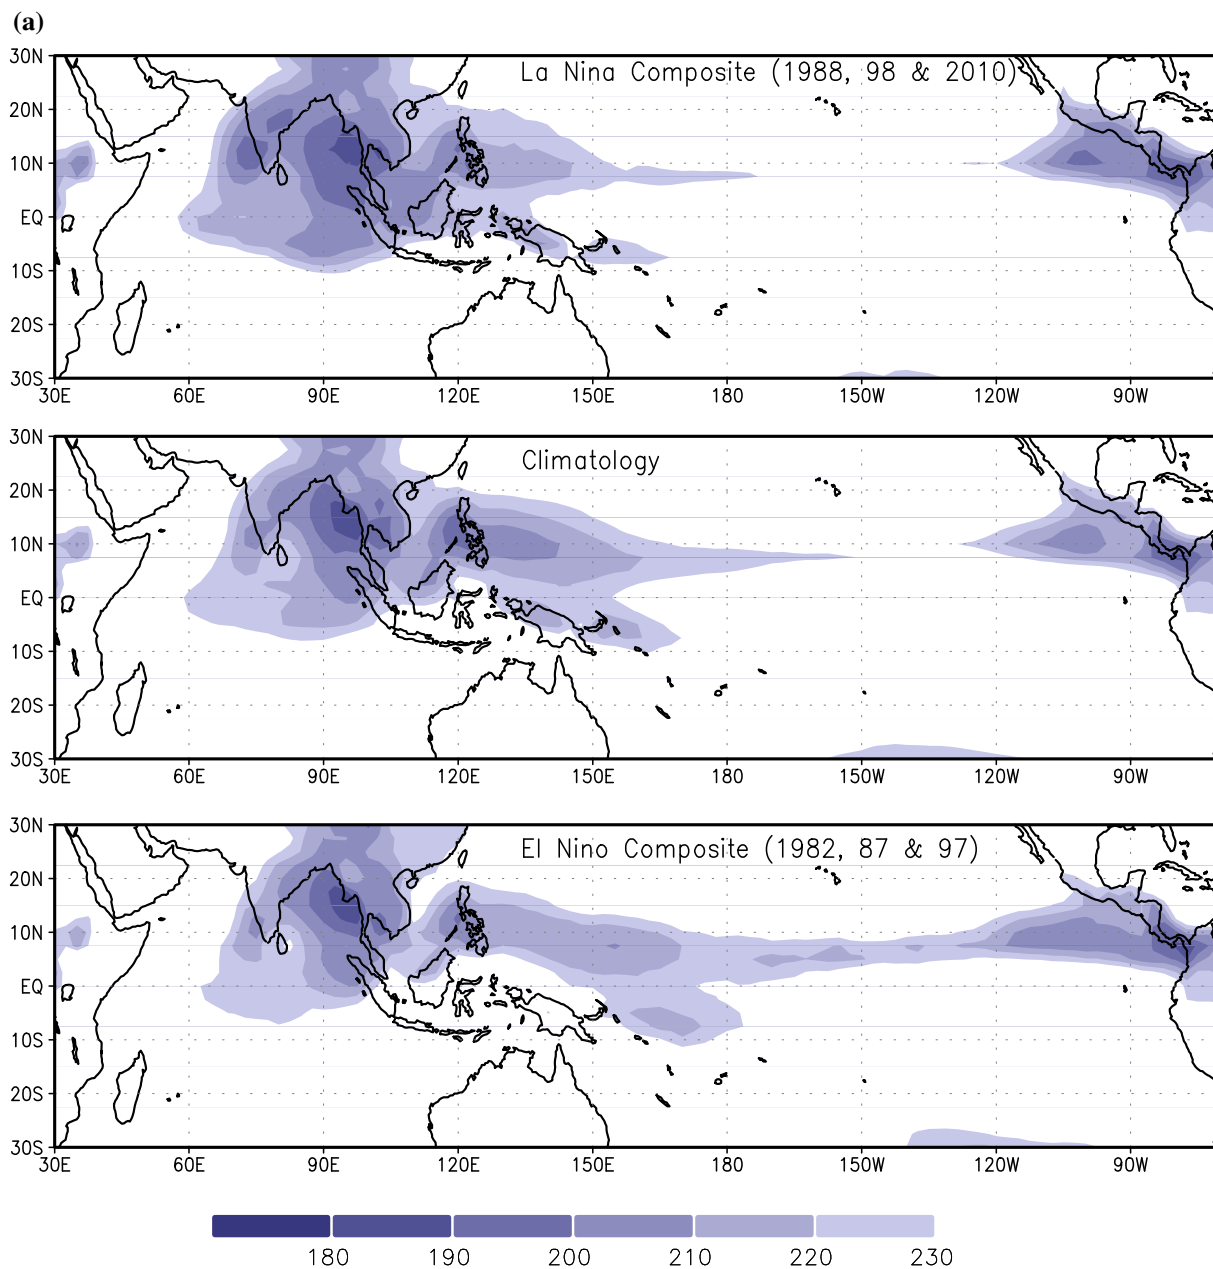 (a)
La Nina Composite (1988, 98 & 2010)
30N
20N
10N
EQ
10S
20S
30S
30E 60E 90E 120E 150E 180 150W 120W 90W
Climatology
30N
20N
10N
EQ
10S
20S
30S
30E 60E 90E 120E 150E 180 150W 120W 90W
El Nino Composite (1982, 87 & 97)
30N
20N
10N
EQ
10S
20S
30S
30E 60E 90E 120E 150E 180 150W 120W 90W
180 190 200 210 220 230